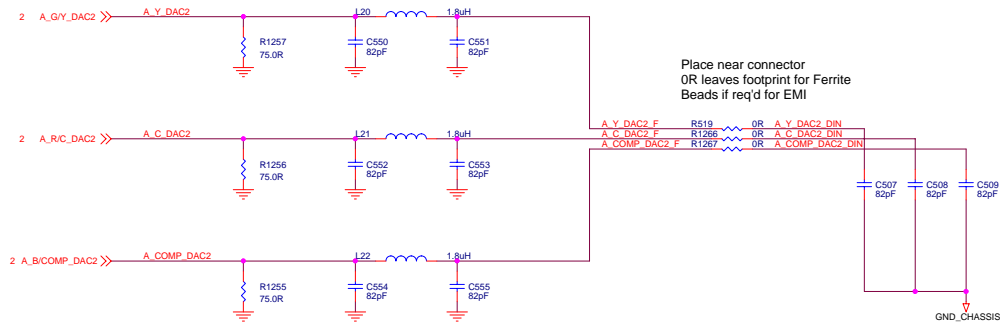 2 A_G/Y_DAC2 A_Y_DAC2 L20 1.8uH
R1257
75.0R
C550
82pF
C551
82pF
Place near connector
0R leaves footprint for Ferrite
Beads if req'd for EMI
A_Y_DAC2_F R519 0R A_Y_DAC2_DIN
2 A_R/C_DAC2 A_C_DAC2 L21 1.8uH A_C_DAC2_F R1266 0R A_C_DAC2_DIN
A_COMP_DAC2_F R1267 0R A_COMP_DAC2_DIN
R1256
75.0R
C552
82pF
C553
82pF
C507
82pF
C508
82pF
C509
82pF
2 A_B/COMP_DAC2 A_COMP_DAC2 L22 1.8uH
R1255
75.0R
C554
82pF
C555
82pF
GND_CHASSIS